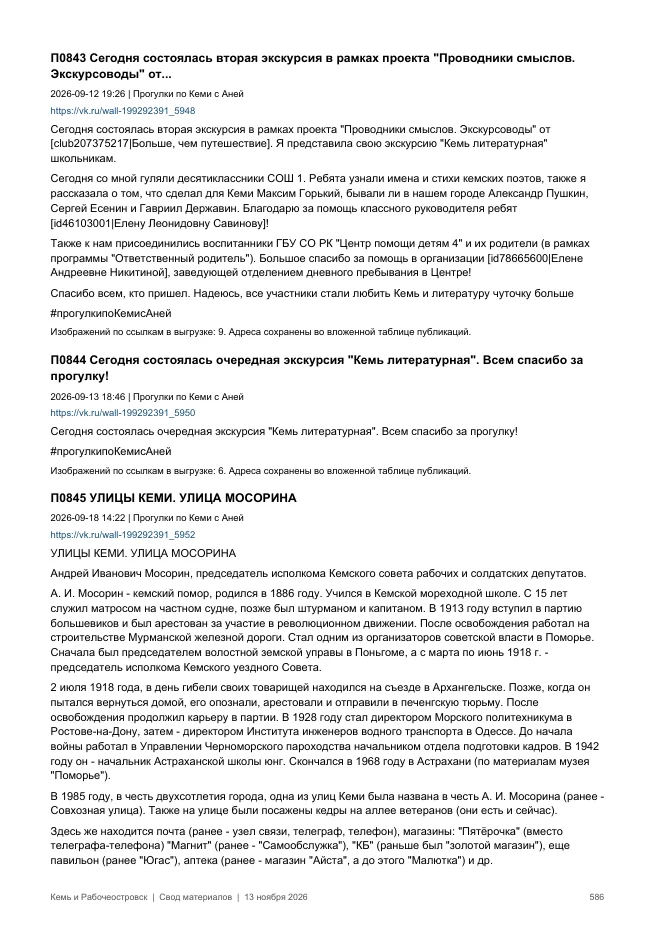 П0843 Сегодня состоялась вторая экскурсия в рамках проекта "Проводники смыслов.
Экскурсоводы" от...
2026-09-12 19:26 | Прогулки по Кеми с Аней
https://vk.ru/wall-199292391_5948
Сегодня состоялась вторая экскурсия в рамках проекта "Проводники смыслов. Экскурсоводы" от
[club207375217|Больше, чем путешествие]. Я представила свою экскурсию "Кемь литературная"
школьникам.
Сегодня со мной гуляли десятиклассники СОШ 1. Ребята узнали имена и стихи кемских поэтов, также я
рассказала о том, что сделал для Кеми Максим Горький, бывали ли в нашем городе Александр Пушкин,
Сергей Есенин и Гавриил Державин. Благодарю за помощь классного руководителя ребят
[id46103001|Елену Леонидовну Савинову]!
Также к нам присоединились воспитанники ГБУ СО РК "Центр помощи детям 4" и их родители (в рамках
программы "Ответственный родитель"). Большое спасибо за помощь в организации [id78665600|Елене
Андреевне Никитиной], заведующей отделением дневного пребывания в Центре!
Спасибо всем, кто пришел. Надеюсь, все участники стали любить Кемь и литературу чуточку больше
#прогулкипоКемисАней
Изображений по ссылкам в выгрузке: 9. Адреса сохранены во вложенной таблице публикаций.
П0844 Сегодня состоялась очередная экскурсия "Кемь литературная". Всем спасибо за
прогулку!
2026-09-13 18:46 | Прогулки по Кеми с Аней
https://vk.ru/wall-199292391_5950
Сегодня состоялась очередная экскурсия "Кемь литературная". Всем спасибо за прогулку!
#прогулкипоКемисАней
Изображений по ссылкам в выгрузке: 6. Адреса сохранены во вложенной таблице публикаций.
П0845 УЛИЦЫ КЕМИ. УЛИЦА МОСОРИНА
2026-09-18 14:22 | Прогулки по Кеми с Аней
https://vk.ru/wall-199292391_5952
УЛИЦЫ КЕМИ. УЛИЦА МОСОРИНА
Андрей Иванович Мосорин, председатель исполкома Кемского совета рабочих и солдатских депутатов.
А. И. Мосорин - кемский помор, родился в 1886 году. Учился в Кемской мореходной школе. С 15 лет
служил матросом на частном судне, позже был штурманом и капитаном. В 1913 году вступил в партию
большевиков и был арестован за участие в революционном движении. После освобождения работал на
строительстве Мурманской железной дороги. Стал одним из организаторов советской власти в Поморье.
Сначала был председателем волостной земской управы в Поньгоме, а с марта по июнь 1918 г. -
председатель исполкома Кемского уездного Совета.
2 июля 1918 года, в день гибели своих товарищей находился на съезде в Архангельске. Позже, когда он
пытался вернуться домой, его опознали, арестовали и отправили в печенгскую тюрьму. После
освобождения продолжил карьеру в партии. В 1928 году стал директором Морского политехникума в
Ростове-на-Дону, затем - директором Института инженеров водного транспорта в Одессе. До начала
войны работал в Управлении Черноморского пароходства начальником отдела подготовки кадров. В 1942
году он - начальник Астраханской школы юнг. Скончался в 1968 году в Астрахани (по материалам музея
"Поморье").
В 1985 году, в честь двухсотлетия города, одна из улиц Кеми была названа в честь А. И. Мосорина (ранее -
Совхозная улица). Также на улице были посажены кедры на аллее ветеранов (они есть и сейчас).
Здесь же находится почта (ранее - узел связи, телеграф, телефон), магазины: "Пятёрочка" (вместо
телеграфа-телефона) "Магнит" (ранее - "Самообслужка"), "КБ" (раньше был "золотой магазин"), еще
павильон (ранее "Югас"), аптека (ранее - магазин "Айста", а до этого "Малютка") и др.
Кемь и Рабочеостровск | Свод материалов | 13 ноября 2026
586